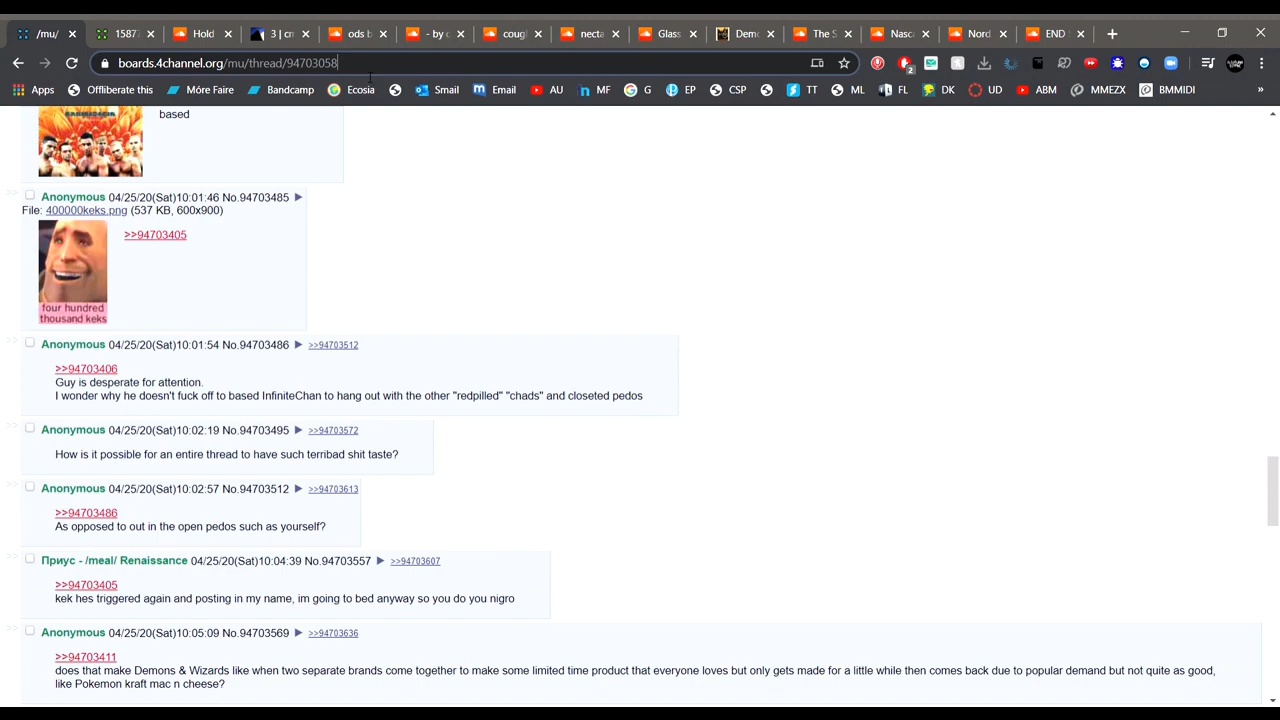 /mu/
1587
Hold
3 | cm
ods b
- by c
cough
necta
Glass
Demo
The S
Nasca
Nord
END S
boards.4channel.org/mu/thread/94703058
2
Apps
Offliberate this
Móre Faire
Bandcamp
Ecosia
Smail
Email
AU
MF
G
EP
CSP
TT
ML
FL
DK
UD
ABM
MMEZX
BMMIDI
»
RAMMSTEIN
based
>>
Anonymous 04/25/20(Sat)10:01:46 No.94703485 ▶
File: 400000keks.png (537 KB, 600x900)
>>94703405
four hundred
thousand keks
>>
Anonymous 04/25/20(Sat)10:01:54 No.94703486 ▶ >>94703512
>>94703406
Guy is desperate for attention.
I wonder why he doesn't fuck off to based InfiniteChan to hang out with the other "redpilled" "chads" and closeted pedos
>>
Anonymous 04/25/20(Sat)10:02:19 No.94703495 ▶ >>94703572
How is it possible for an entire thread to have such terribad shit taste?
>>
Anonymous 04/25/20(Sat)10:02:57 No.94703512 ▶ >>94703613
>>94703486
As opposed to out in the open pedos such as yourself?
>>
Приус - /meal/ Renaissance 04/25/20(Sat)10:04:39 No.94703557 ▶ >>94703607
>>94703405
kek hes triggered again and posting in my name, im going to bed anyway so you do you nigro
>>
Anonymous 04/25/20(Sat)10:05:09 No.94703569 ▶ >>94703636
>>94703411
does that make Demons & Wizards like when two separate brands come together to make some limited time product that everyone loves but only gets made for a little while then comes back due to popular demand but not quite as good,
like Pokemon kraft mac n cheese?